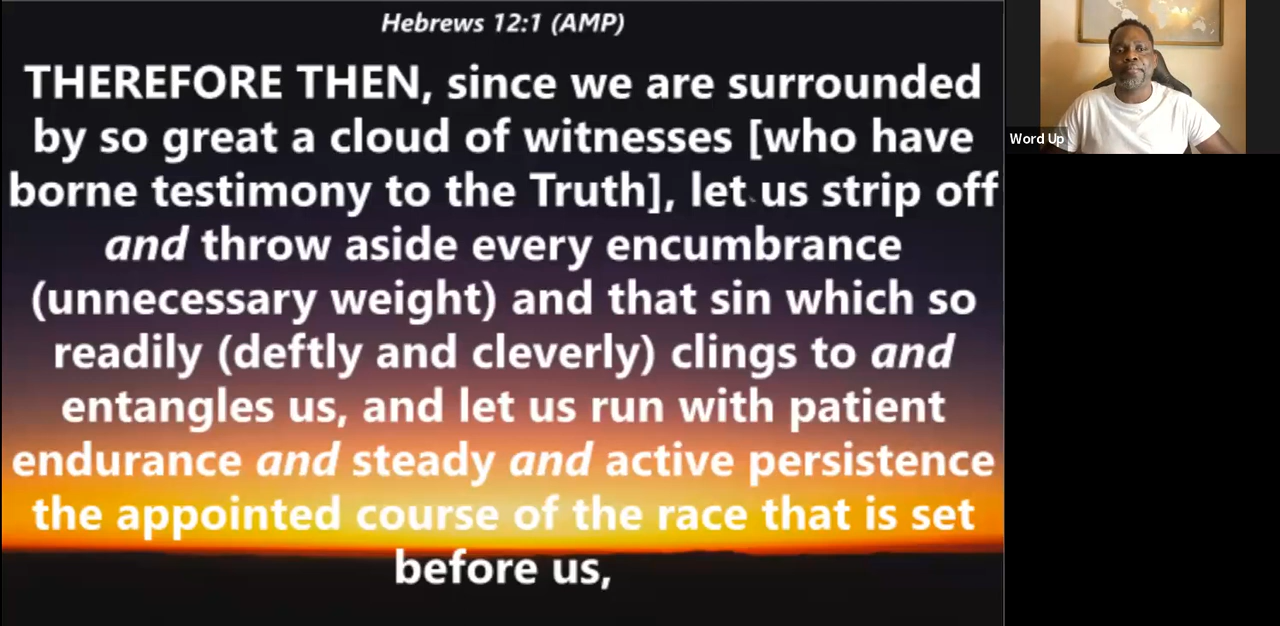 Hebrews 12:1 (AMP)
THEREFORE THEN, since we are surrounded
by so great a cloud of witnesses [who have
borne testimony to the Truth], let us strip off
and throw aside every encumbrance
(unnecessary weight) and that sin which so
readily (deftly and cleverly) clings to and
entangles us, and let us run with patient
endurance and steady and active persistence
the appointed course of the race that is set
before us,
Word Up